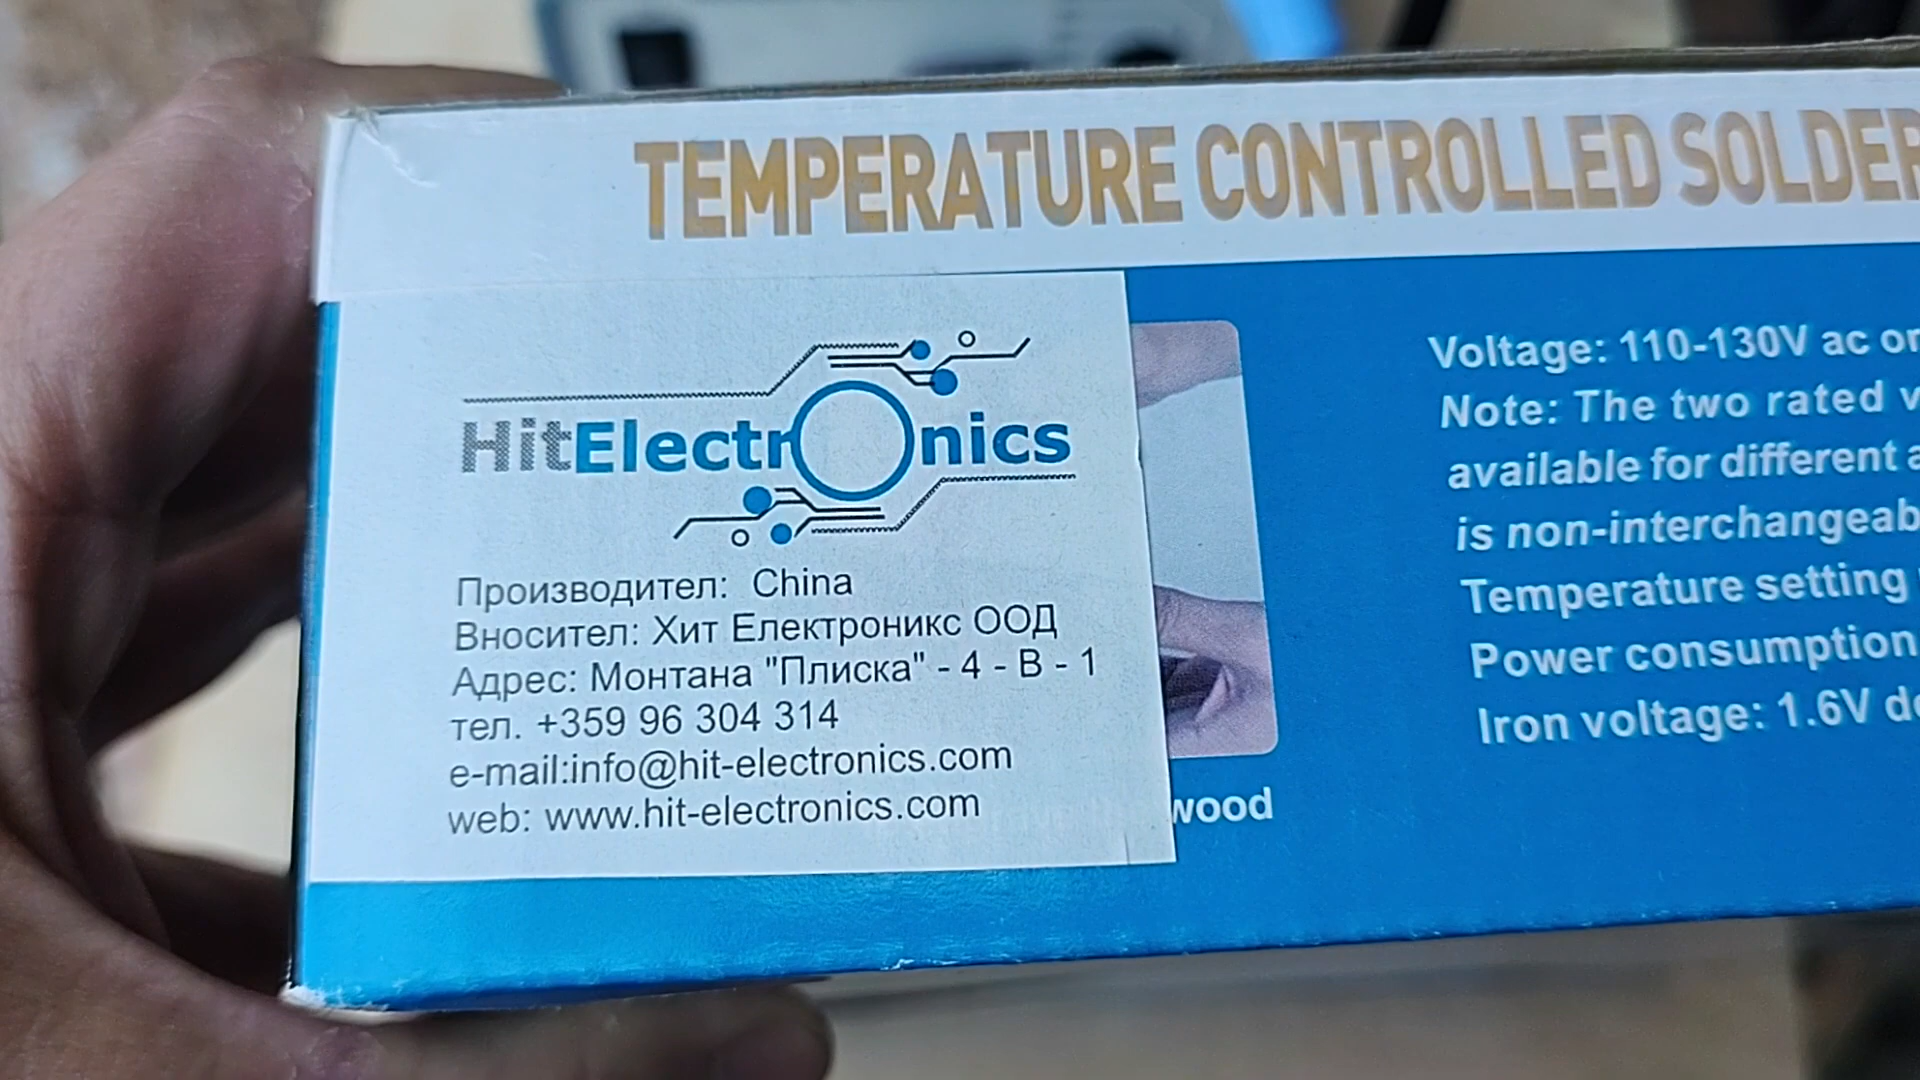 TEMPERATURE CONTROLLED SOLDER
HitElectronics
Производител: China
Вносител: Хит Електроникс ООД
Адрес: Монтана "Плиска" - 4 - В - 1
тел. +359 96 304 314
e-mail:info@hit-electronics.com
web: www.hit-electronics.com
wood
Voltage: 110-130V ac or
Note: The two rated
available for different
is non-interchangeab
Temperature setting
Power consumption
Iron voltage: 1.6V